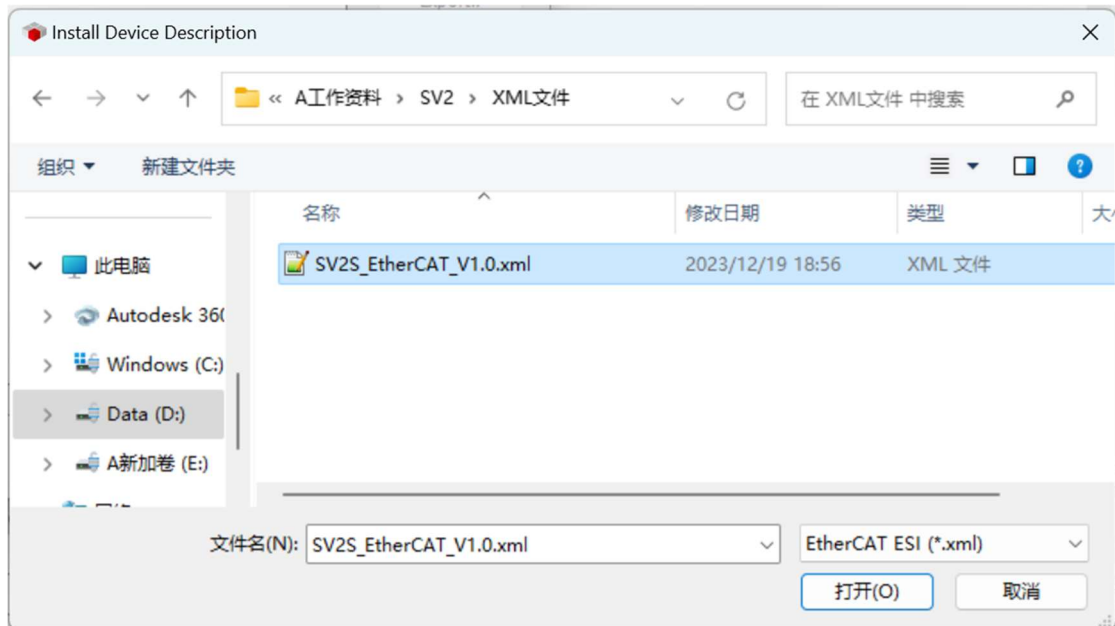 Install Device Description
« A工作资料 › SV2 › XML文件
在 XML文件 中搜索
组织
新建文件夹
名称 修改日期 类型 大
此电脑
SV2S_EtherCAT_V1.0.xml 2023/12/19 18:56 XML 文件
Autodesk 360
Windows (C:)
Data (D:)
A新加卷 (E:)
文件名(N): SV2S_EtherCAT_V1.0.xml EtherCAT ESI (*.xml)
打开(O) 取消